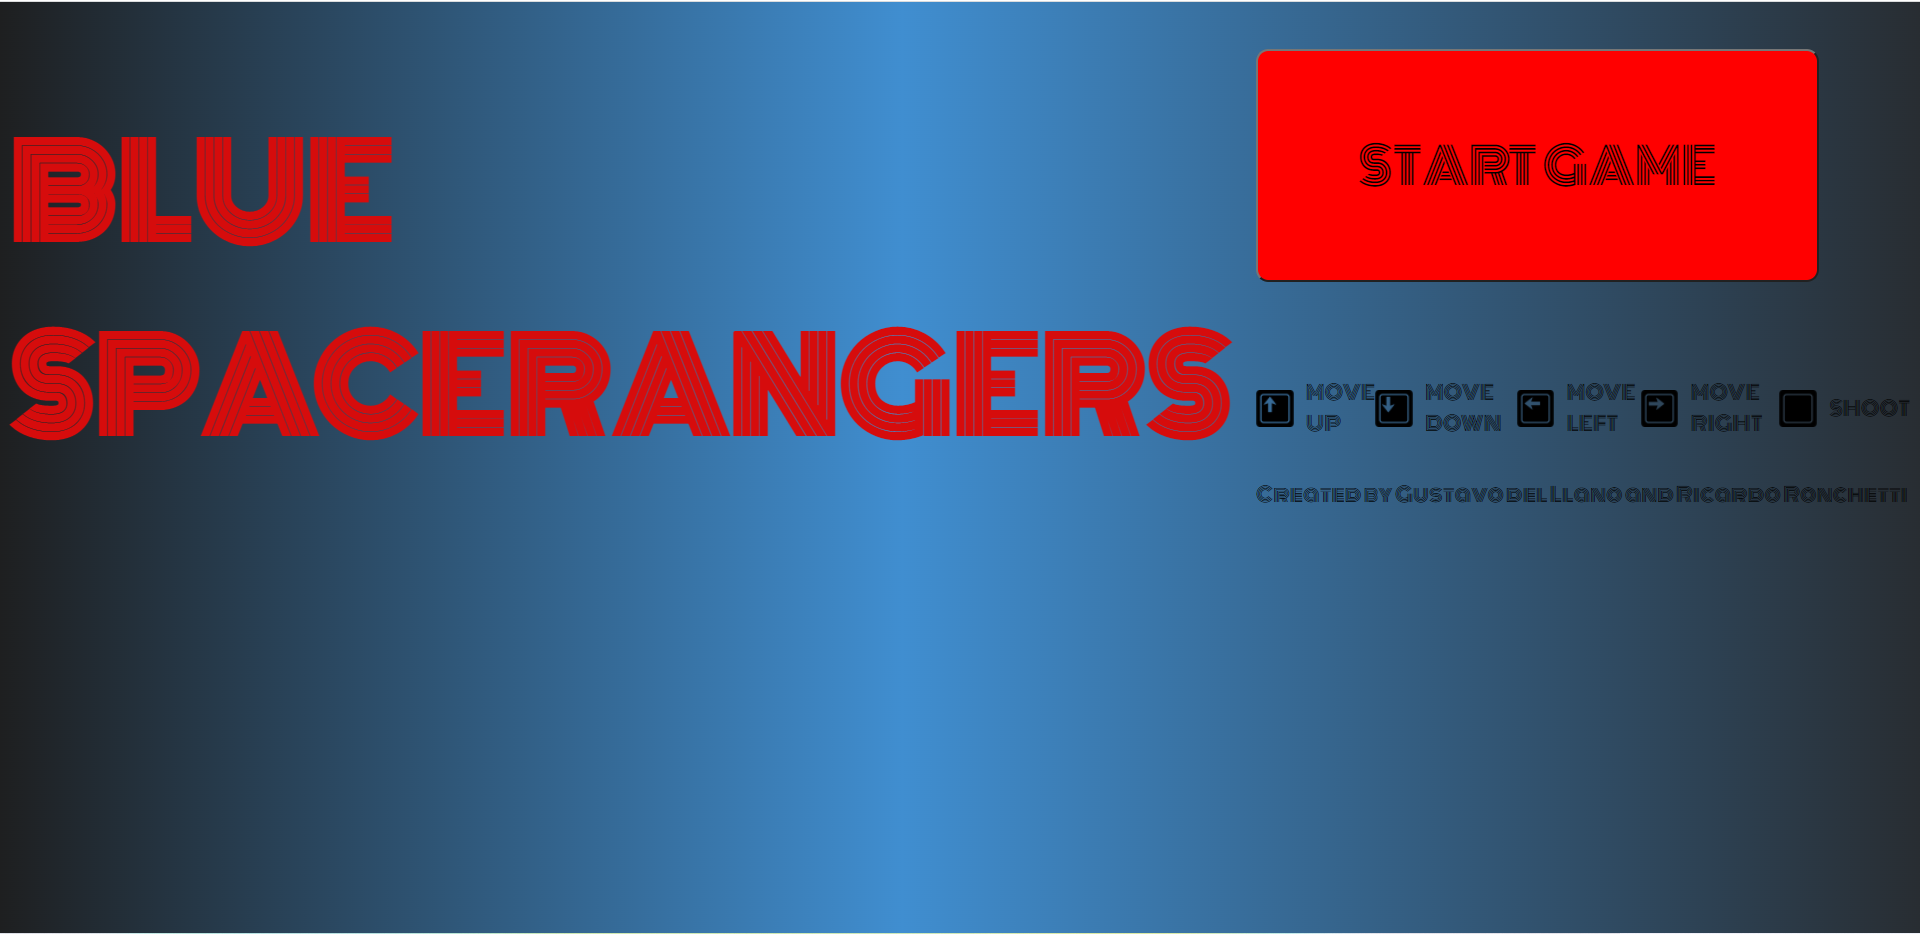 BLUE
SPACERANGERS
START GAME
MOVE UP
MOVE DOWN
MOVE LEFT
MOVE RIGHT
SHOOT
Created by Gustavo del Llano and Ricardo Ronchetti